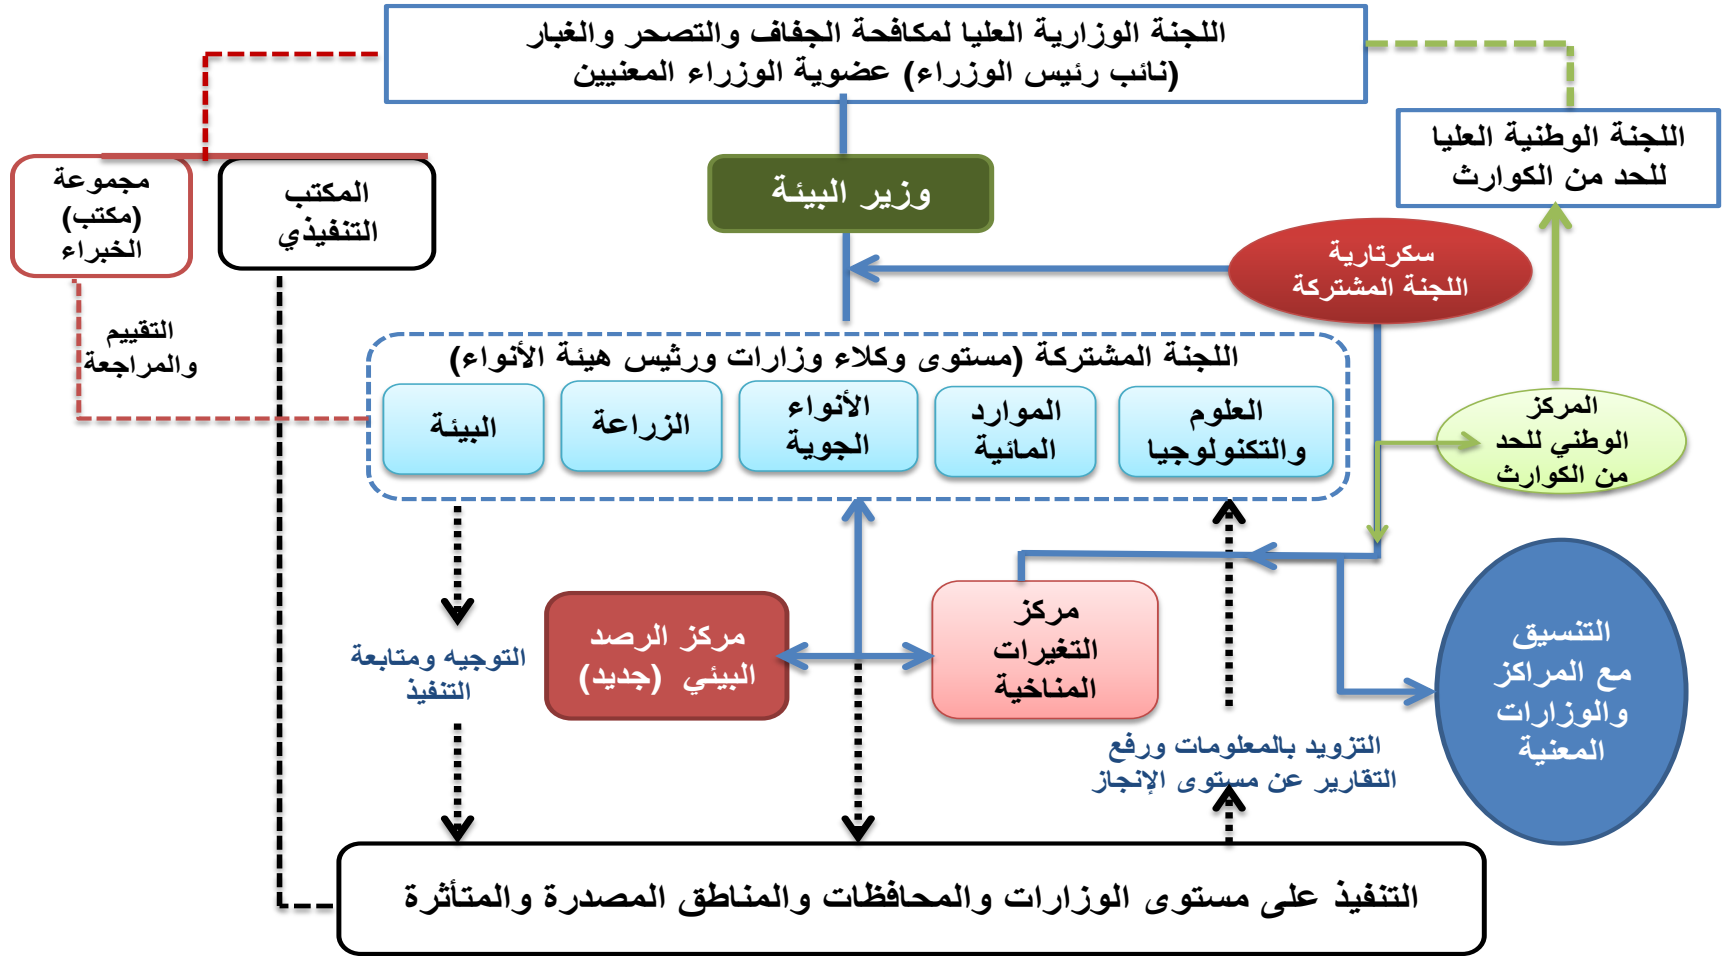 اللجنة الوزارية العليا لمكافحة الجفاف والتصحر والغبار
(نائب رئيس الوزراء) عضوية الوزراء المعنيين
اللجنة الوطنية العليا
للحد من الكوارث
وزير البيئة
المكتب
التنفيذي
مجموعة
(مكتب)
الخبراء
سكرتارية
اللجنة المشتركة
التقييم
والمراجعة
اللجنة المشتركة (مستوى وكلاء وزارات ورئيس هيئة الأنواء)
العلوم
والتكنولوجيا
الموارد
المائية
الأنواء
الجوية
الزراعة
البيئة
المركز
الوطني للحد
من الكوارث
مركز
التغيرات
المناخية
مركز الرصد
البيئي (جديد)
التوجيه ومتابعة
التنفيذ
التنسيق
مع المراكز
والوزارات
المعنية
التزويد بالمعلومات ورفع
التقارير عن مستوى الإنجاز
التنفيذ على مستوى الوزارات والمحافظات والمناطق المصدرة والمتأثرة